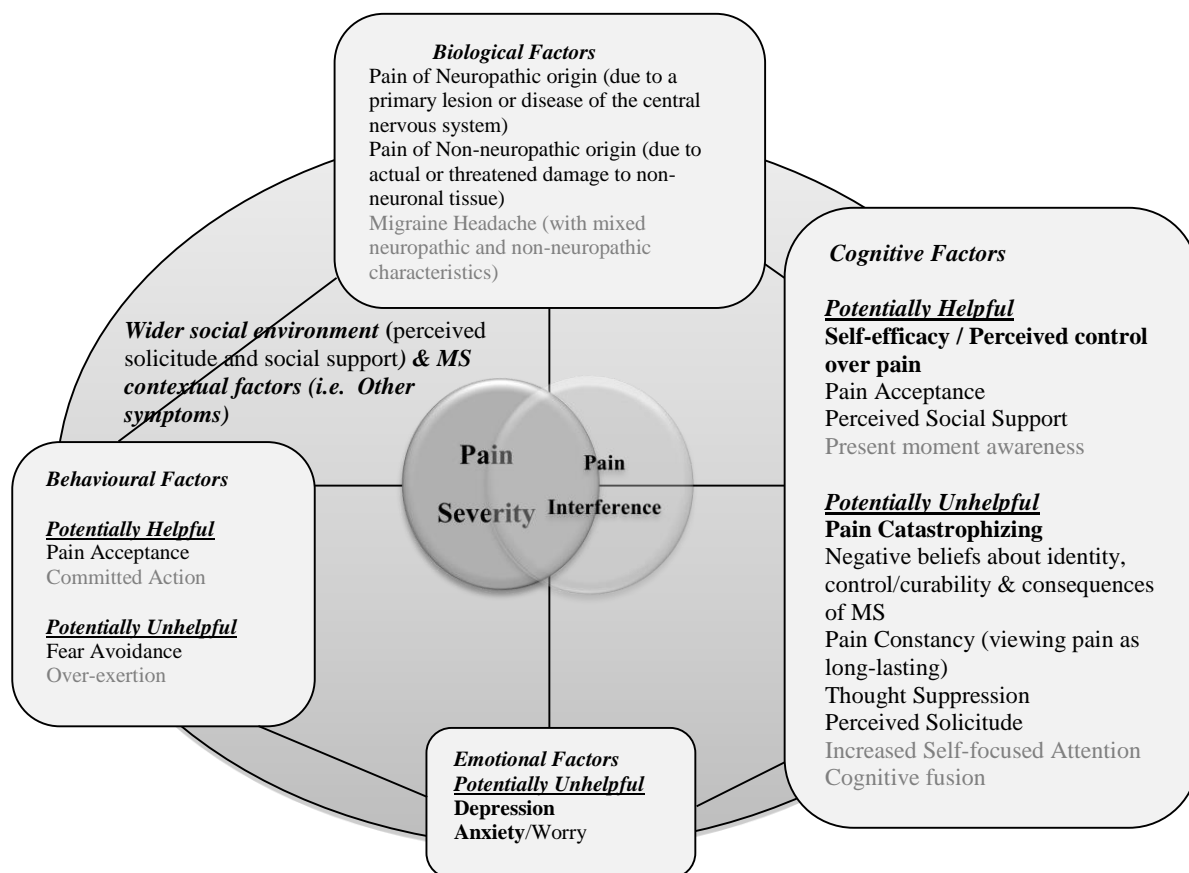 Biological Factors
Pain of Neuropathic origin (due to a
primary lesion or disease of the central
nervous system)
Pain of Non-neuropathic origin (due to
actual or threatened damage to non-
neuronal tissue)
Migraine Headache (with mixed
neuropathic and non-neuropathic
characteristics)
Wider social environment (perceived
solicitude and social support) & MS
contextual factors (i.e. Other
symptoms)
Cognitive Factors
Potentially Helpful
Self-efficacy / Perceived control
over pain
Pain Acceptance
Perceived Social Support
Present moment awareness
Potentially Unhelpful
Pain Catastrophizing
Negative beliefs about identity,
control/curability & consequences
of MS
Pain Constancy (viewing pain as
long-lasting)
Thought Suppression
Perceived Solicitude
Increased Self-focused Attention
Cognitive fusion
Pain
Severity
Pain
Interference
Behavioural Factors
Potentially Helpful
Pain Acceptance
Committed Action
Potentially Unhelpful
Fear Avoidance
Over-exertion
Emotional Factors
Potentially Unhelpful
Depression
Anxiety/Worry